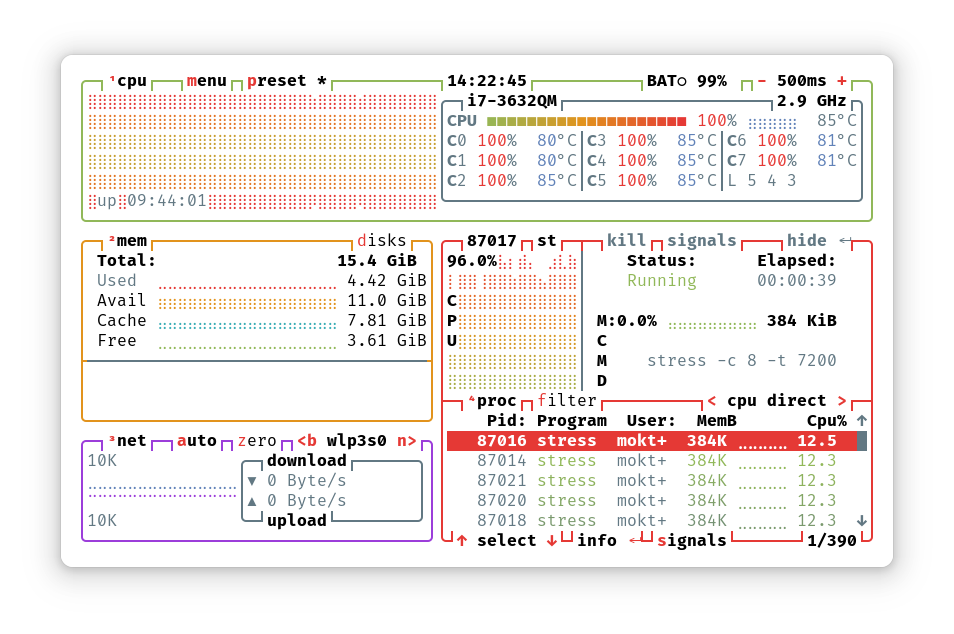 ¹cpu menu preset * 14:22:45 BAT○ 99% - 500ms +
i7-3632QM 2.9 GHz
CPU 100% 85°C
C0 100% 80°C C3 100% 85°C C6 100% 81°C
C1 100% 80°C C4 100% 85°C C7 100% 81°C
C2 100% 85°C C5 100% 85°C L 5 4 3
up 09:44:01
²mem disks
Total: 15.4 GiB
Used 4.42 GiB
Avail 11.0 GiB
Cache 7.81 GiB
Free 3.61 GiB
³net auto zero <b wlp3s0 n>
10K
download
▼ 0 Byte/s
▲ 0 Byte/s
10K
upload
87017 st kill signals hide ↵
96.0% Status: Elapsed:
Running 00:00:39
C
P M:0.0% 384 KiB
U C
M stress -c 8 -t 7200
D
⁴proc filter < cpu direct >
Pid: Program User: MemB Cpu% ↑
87016 stress mokt+ 384K 12.5
87014 stress mokt+ 384K 12.3
87021 stress mokt+ 384K 12.3
87020 stress mokt+ 384K 12.3
87018 stress mokt+ 384K 12.3 ↓
↑ select ↓ info ↵ signals 1/390